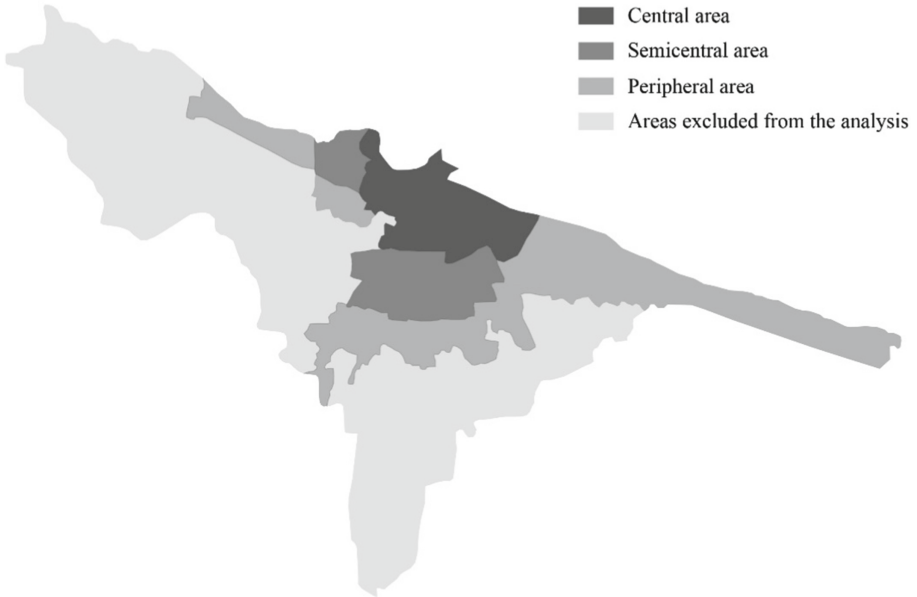 Central area
Semicentral area
Peripheral area
Areas excluded from the analysis